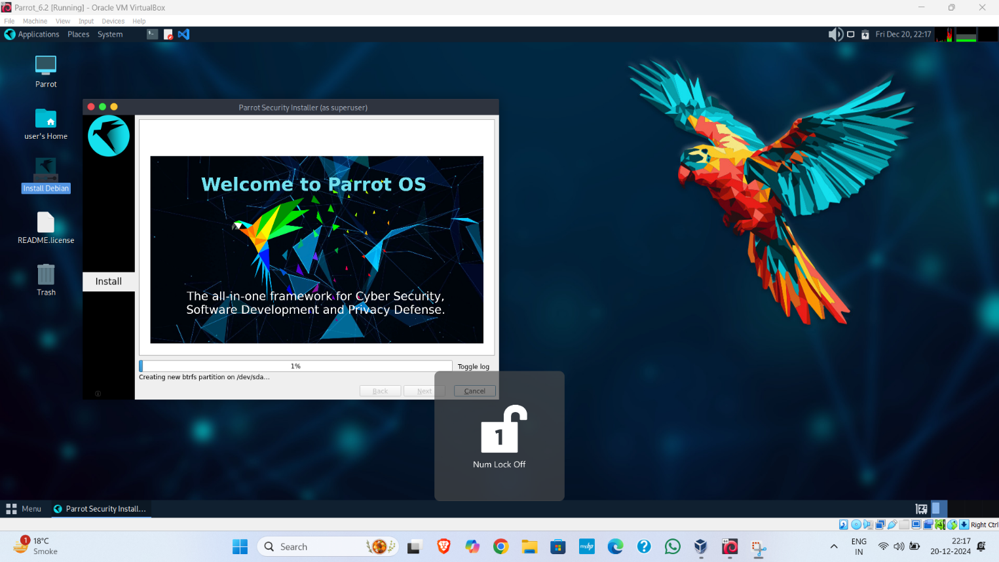 Parrot_6.2 [Running] - Oracle VM VirtualBox
File Machine View Input Devices Help
Applications Places System
Fri Dec 20, 22:17
Parrot
user's Home
Install Debian
README.license
Trash
Parrot Security Installer (as superuser)
Install
Welcome to Parrot OS
The all-in-one framework for Cyber Security,
Software Development and Privacy Defense.
1%
Toggle log
Creating new btrfs partition on /dev/sda...
Back Next Cancel
1
Num Lock Off
Menu Parrot Security Install...
Right Ctrl
1
18°C
Smoke
Search
ENG
IN
22:17
20-12-2024